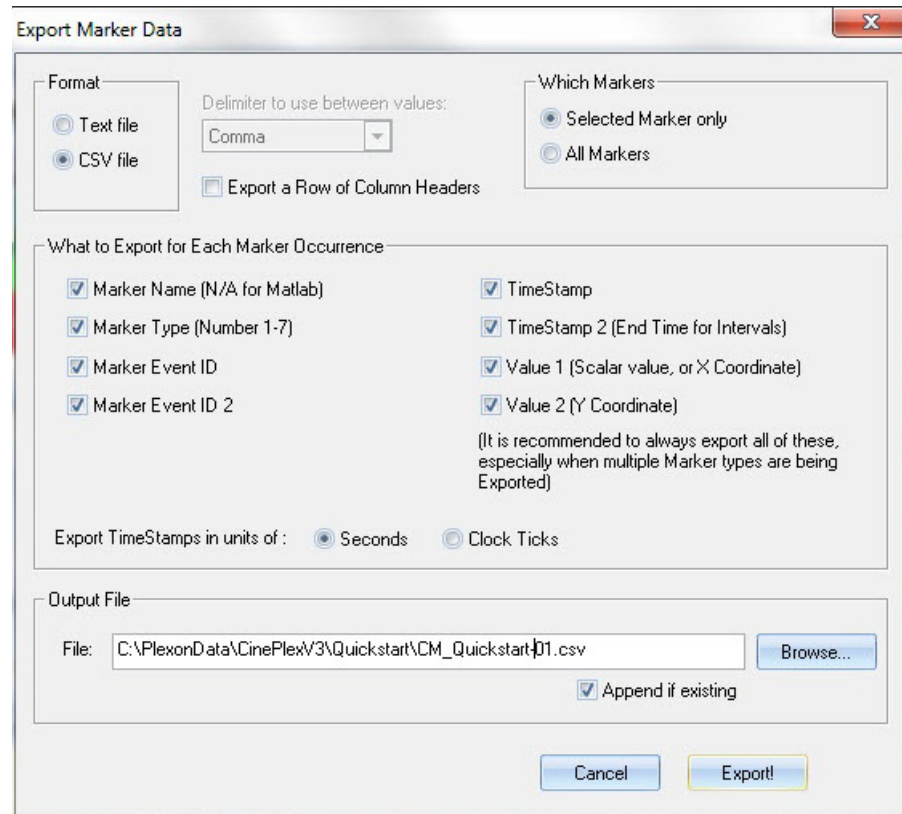 Export Marker Data
Format
Text file
CSV file
Delimiter to use between values:
Comma
Export a Row of Column Headers
Which Markers
Selected Marker only
All Markers
What to Export for Each Marker Occurrence
Marker Name (N/A for Matlab)
Marker Type (Number 1-7)
Marker Event ID
Marker Event ID 2
TimeStamp
TimeStamp 2 (End Time for Intervals)
Value 1 (Scalar value, or X Coordinate)
Value 2 (Y Coordinate)
(It is recommended to always export all of these,
especially when multiple Marker types are being
Exported)
Export TimeStamps in units of :
Seconds
Clock Ticks
Output File
File:
C:\PlexonData\CinePlexV3\Quickstart\CM_Quickstart-01.csv
Browse...
Append if existing
Cancel
Export!